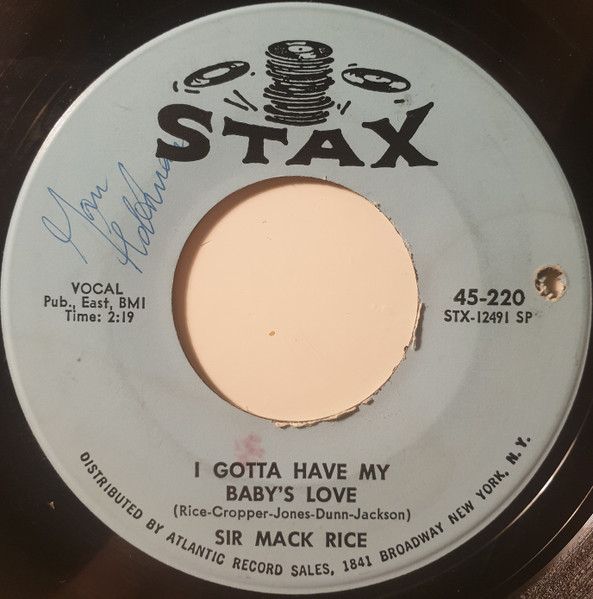 STAX
VOCAL
Pub., East, BMI
Time: 2:19
45-220
STX-12491 SP
I GOTTA HAVE MY
BABY'S LOVE
(Rice-Cropper-Jones-Dunn-Jackson)
SIR MACK RICE
DISTRIBUTED BY ATLANTIC RECORD SALES, 1841 BROADWAY NEW YORK, N. Y.